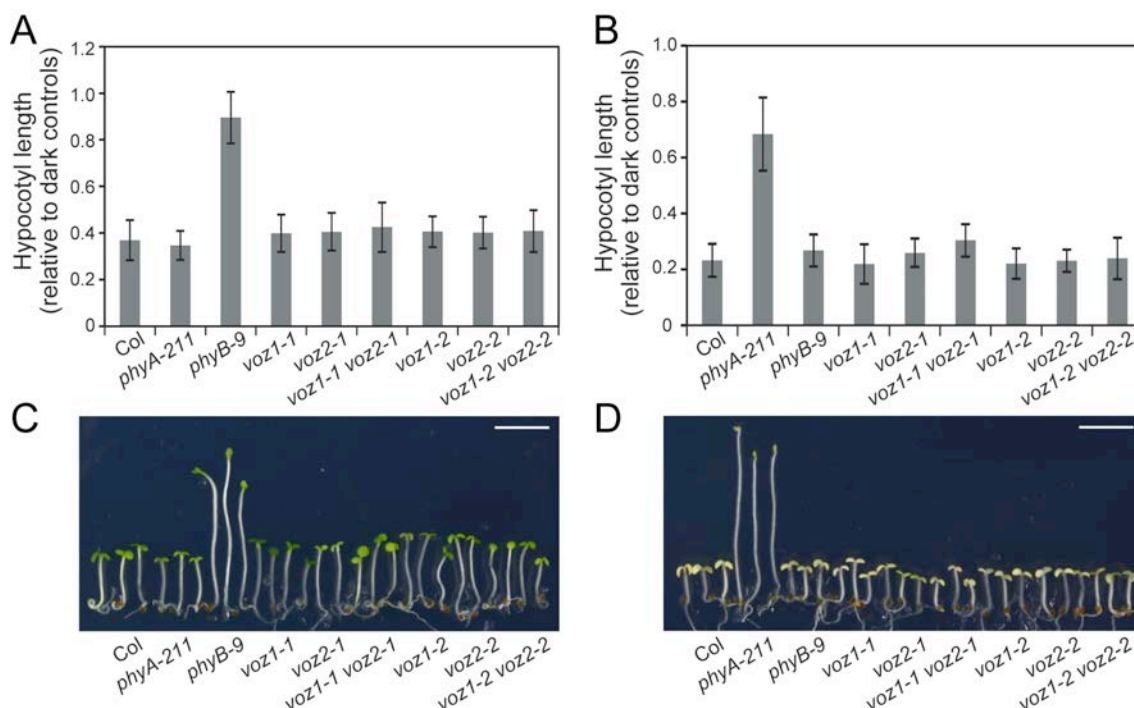 A
Hypocotyl length
(relative to dark controls)
1.2
1.0
0.8
0.6
0.4
0.2
0
Col
phyA-211
phyB-9
voz1-1
voz2-1
voz1-1 voz2-1
voz1-2
voz2-2
voz1-2 voz2-2
B
Hypocotyl length
(relative to dark controls)
1.0
0.8
0.6
0.4
0.2
0
Col
phyA-211
phyB-9
voz1-1
voz2-1
voz1-1 voz2-1
voz1-2
voz2-2
voz1-2 voz2-2
C
Col
phyA-211
phyB-9
voz1-1
voz2-1
voz1-1 voz2-1
voz1-2
voz2-2
voz1-2 voz2-2
D
Col
phyA-211
phyB-9
voz1-1
voz2-1
voz1-1 voz2-1
voz1-2
voz2-2
voz1-2 voz2-2